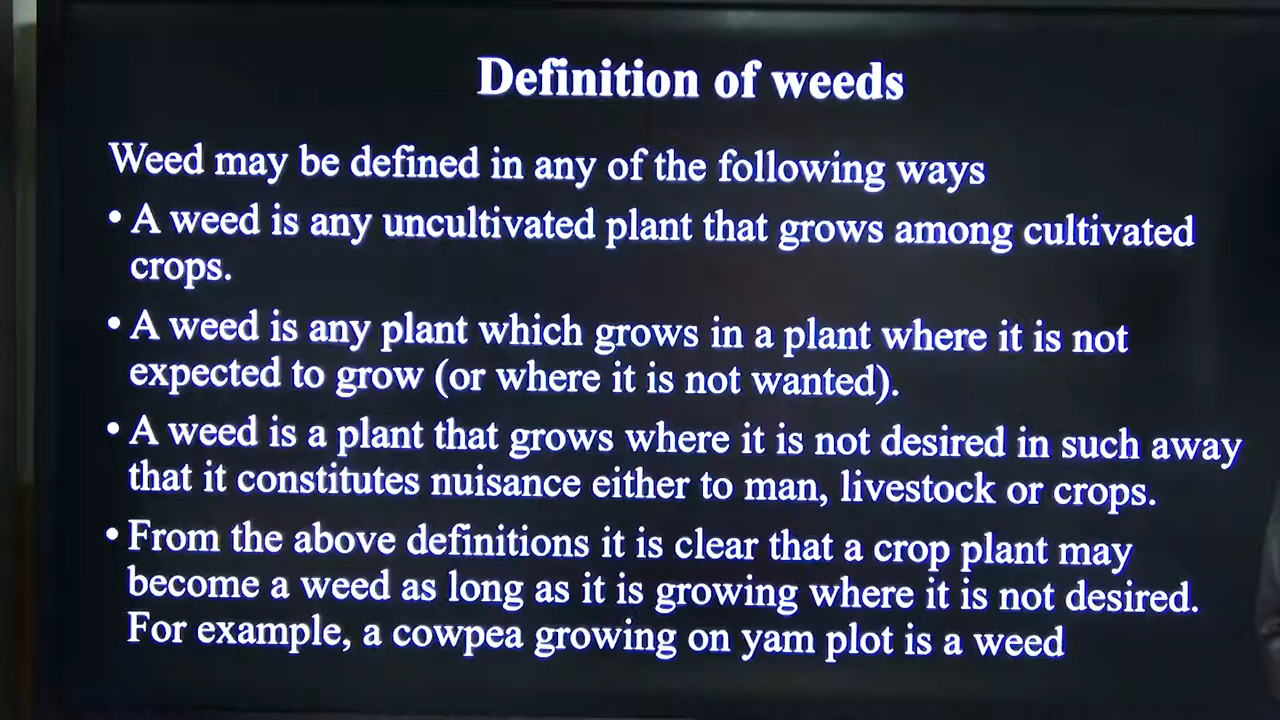 Definition of weeds
Weed may be defined in any of the following ways
• A weed is any uncultivated plant that grows among cultivated
crops.
• A weed is any plant which grows in a plant where it is not
expected to grow (or where it is not wanted).
• A weed is a plant that grows where it is not desired in such away
that it constitutes nuisance either to man, livestock or crops.
• From the above definitions it is clear that a crop plant may
become a weed as long as it is growing where it is not desired.
For example, a cowpea growing on yam plot is a weed